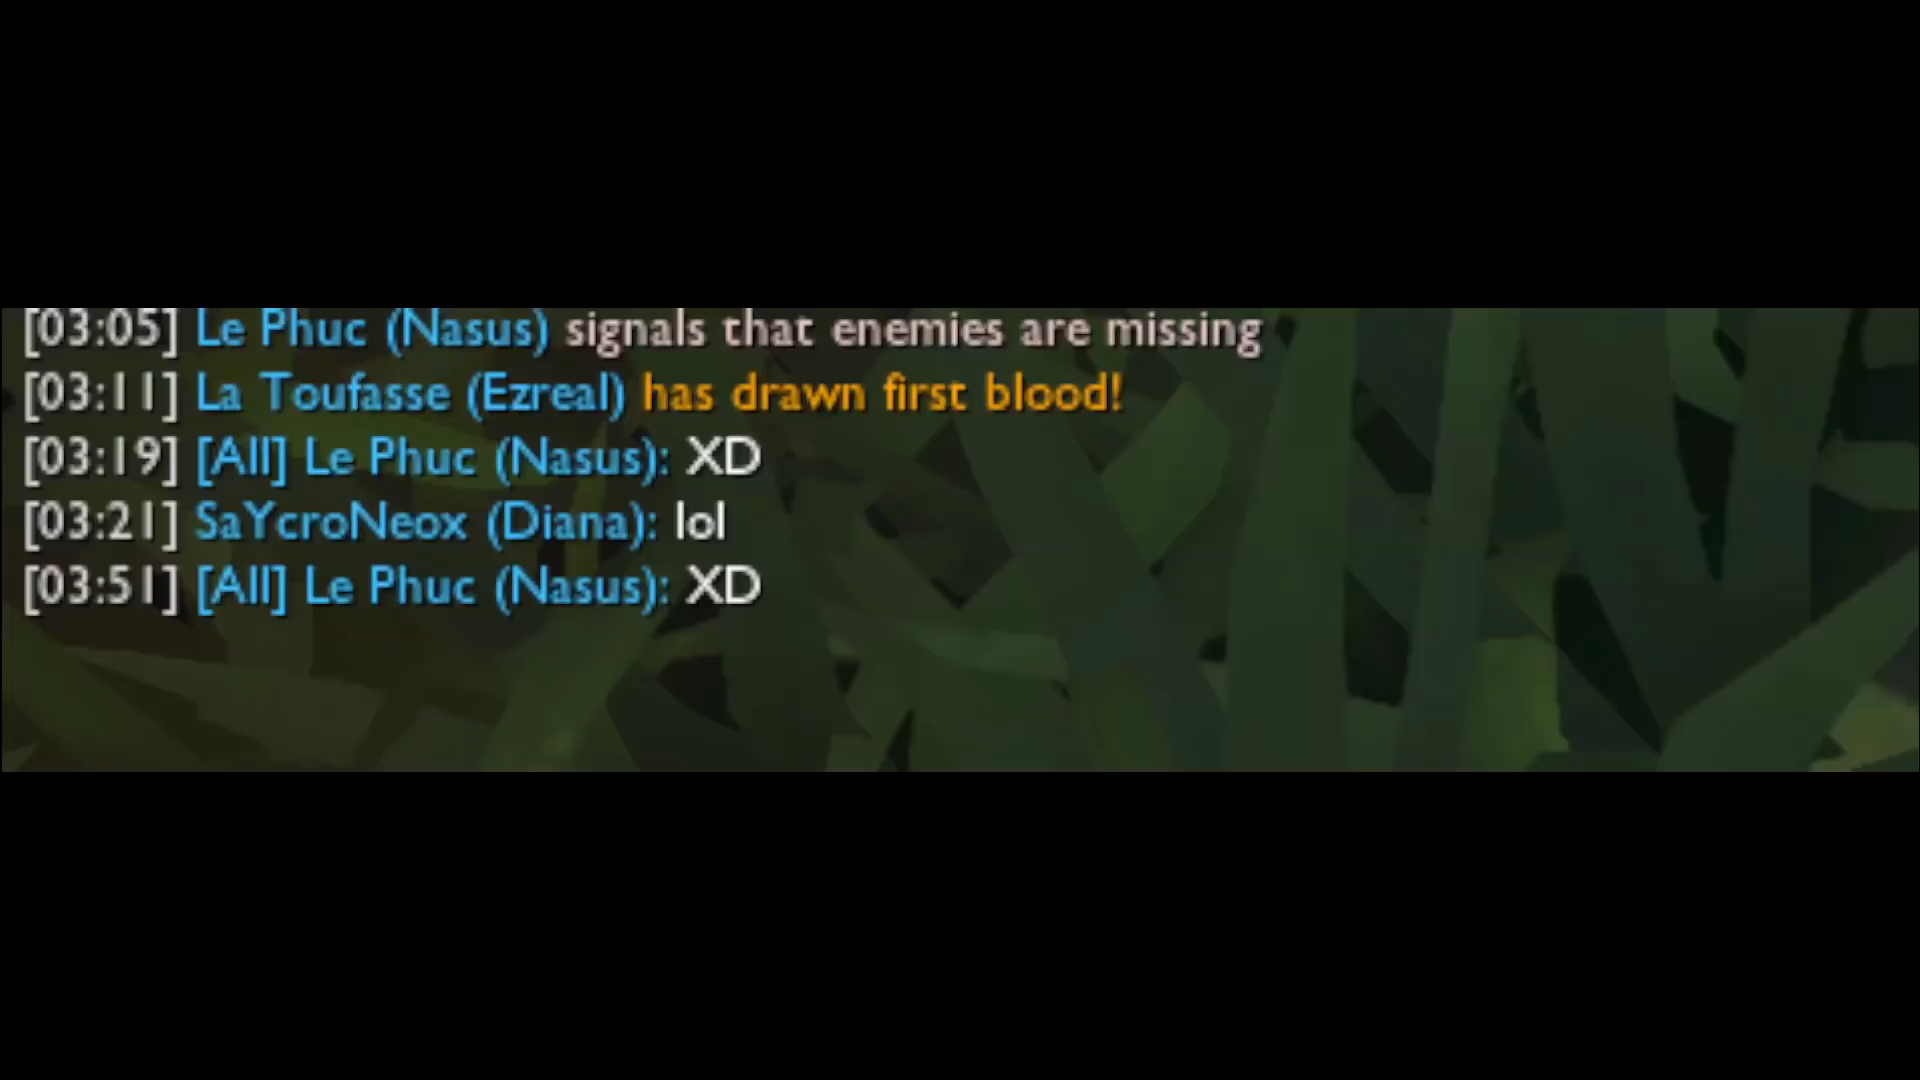 [03:05] Le Phuc (Nasus) signals that enemies are missing
[03:11] La Toufasse (Ezreal) has drawn first blood!
[03:19] [All] Le Phuc (Nasus): XD
[03:21] SaYcroNeox (Diana): lol
[03:51] [All] Le Phuc (Nasus): XD